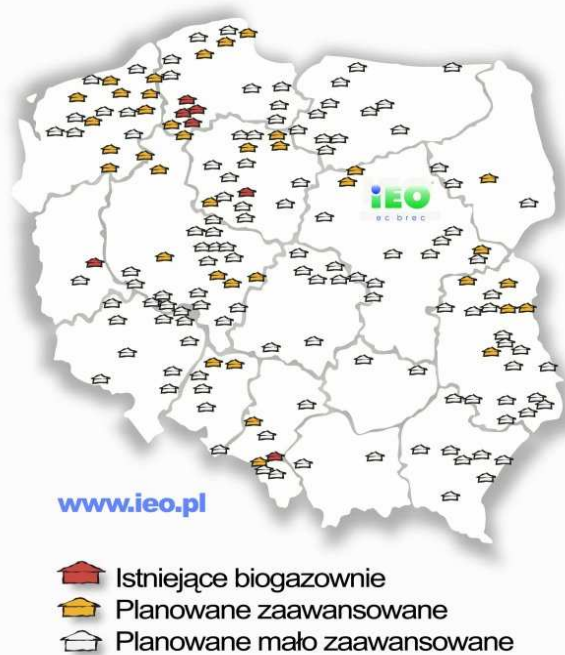 iEO
ec brec
www.ieo.pl
Istniejące biogazownie
Planowane zaawansowane
Planowane mało zaawansowane